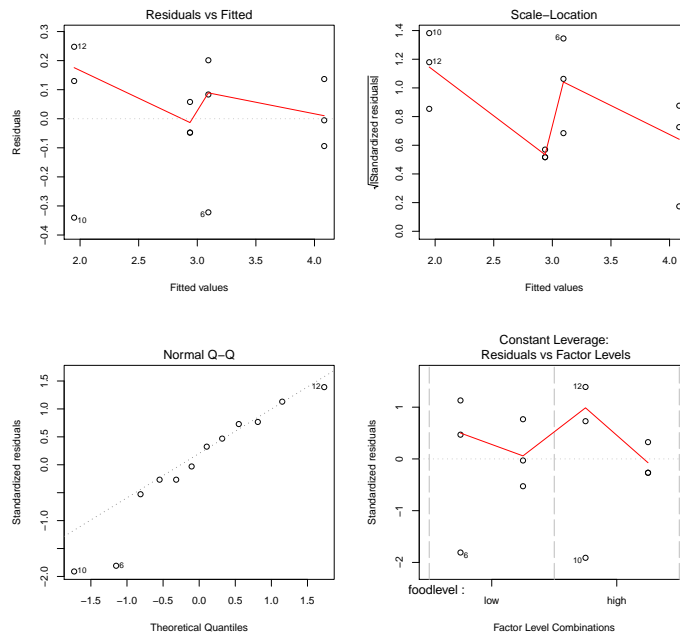 Residuals vs Fitted
0.3
0.2
0.1
0.0
−0.1
−0.2
−0.3
−0.4
Residuals
12
10
6
2.0 2.5 3.0 3.5 4.0
Fitted values
Scale−Location
1.4
1.2
1.0
0.8
0.6
0.4
0.2
0.0
√|Standardized residuals|
10
12
6
2.0 2.5 3.0 3.5 4.0
Fitted values
Normal Q−Q
1.5
1.0
0.5
0.0
−1.0
−2.0
Standardized residuals
12
10
6
−1.5 −1.0 −0.5 0.0 0.5 1.0 1.5
Theoretical Quantiles
Constant Leverage:
Residuals vs Factor Levels
1
0
−1
−2
Standardized residuals
12
6
10
foodlevel :
low high
Factor Level Combinations